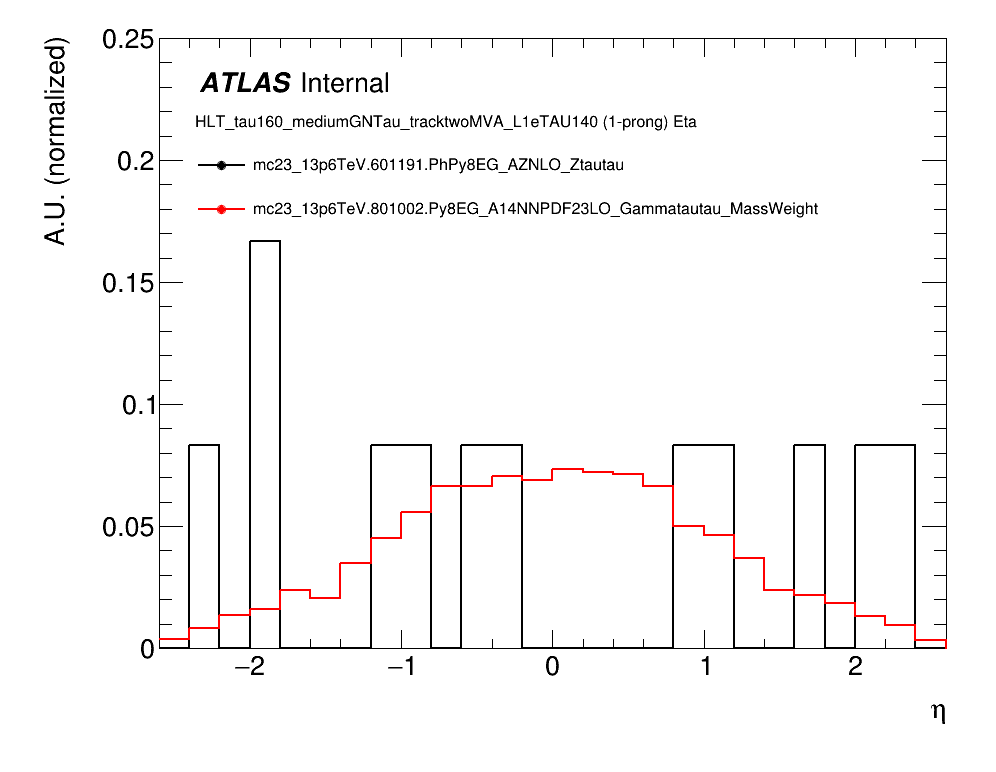 A.U. (normalized)
0.25
0.2
0.15
0.1
0.05
0
ATLAS Internal
HLT_tau160_mediumGNTau_tracktwoMVA_L1eTAU140 (1-prong) Eta
mc23_13p6TeV.601191.PhPy8EG_AZNLO_Ztautau
mc23_13p6TeV.801002.Py8EG_A14NNPDF23LO_Gammatautau_MassWeight
−2 −1 0 1 2
η